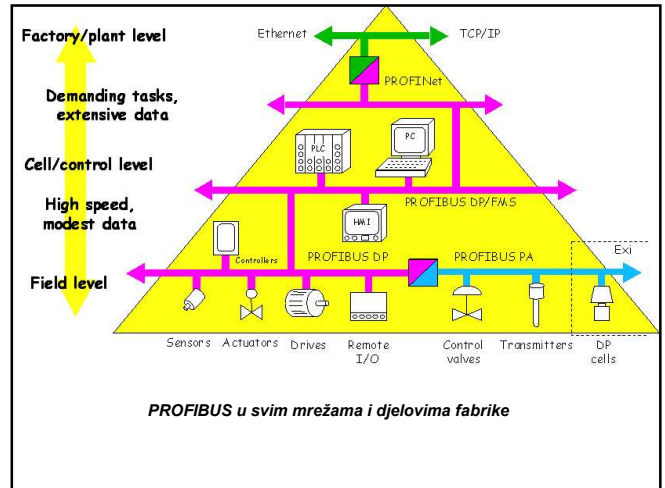 Factory/plant level
Ethernet
TCP/IP
PROFINet
Demanding tasks,
extensive data
PLC
PC
Cell/control level
PROFIBUS DP/FMS
High speed,
modest data
HMI
Controllers
PROFIBUS DP
PROFIBUS PA
Exi
Field level
Sensors
Actuators
Drives
Remote
I/O
Control
valves
Transmitters
DP
cells
PROFIBUS u svim mrežama i djelovima fabrike